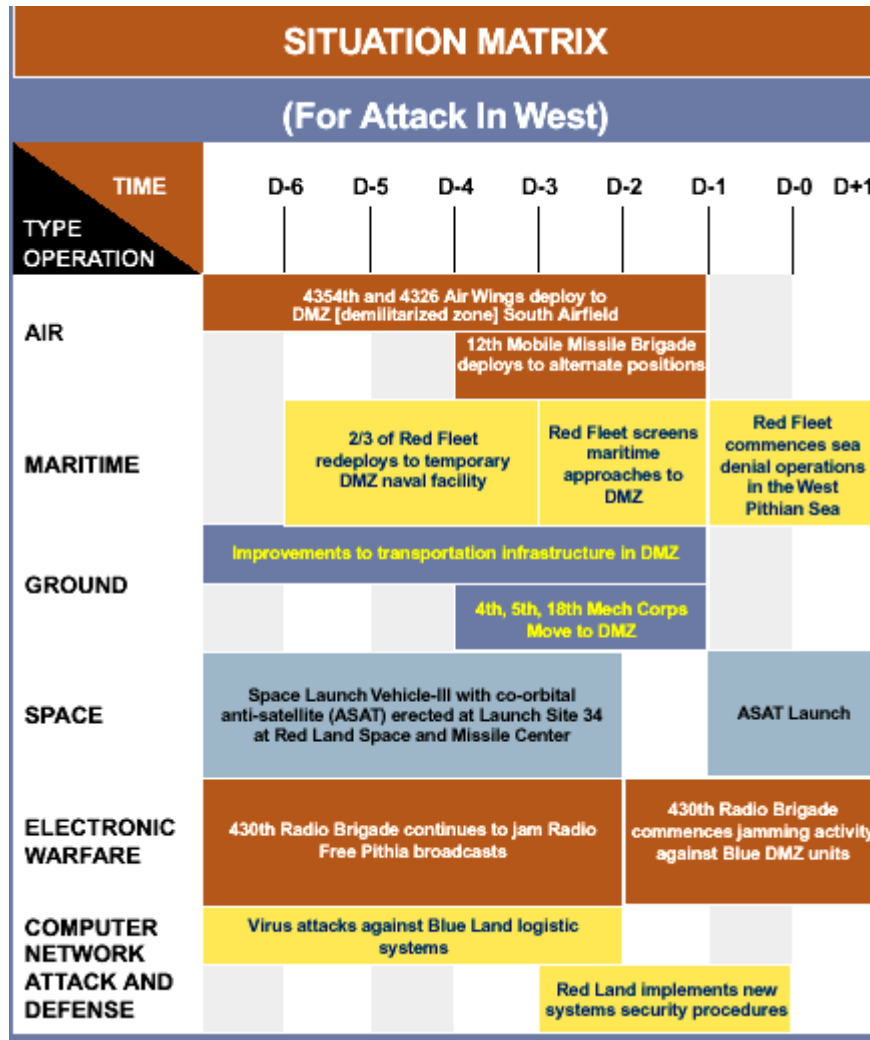 SITUATION MATRIX
(For Attack In West)
TIME
D-6 D-5 D-4 D-3 D-2 D-1 D-0 D+1
TYPE
OPERATION
AIR
4354th and 4326 Air Wings deploy to
DMZ [demilitarized zone] South Airfield
12th Mobile Missile Brigade
deploys to alternate positions
MARITIME
2/3 of Red Fleet
redeploys to temporary
DMZ naval facility
Red Fleet screens
maritime
approaches to
DMZ
Red Fleet
commences sea
denial operations
in the West
Pithian Sea
GROUND
Improvements to transportation infrastructure in DMZ
4th, 5th, 18th Mech Corps
Move to DMZ
SPACE
Space Launch Vehicle-III with co-orbital
anti-satellite (ASAT) erected at Launch Site 34
at Red Land Space and Missile Center
ASAT Launch
ELECTRONIC
WARFARE
430th Radio Brigade continues to jam Radio
Free Pithia broadcasts
430th Radio Brigade
commences jamming activity
against Blue DMZ units
COMPUTER
NETWORK
ATTACK AND
DEFENSE
Virus attacks against Blue Land logistic
systems
Red Land implements new
systems security procedures